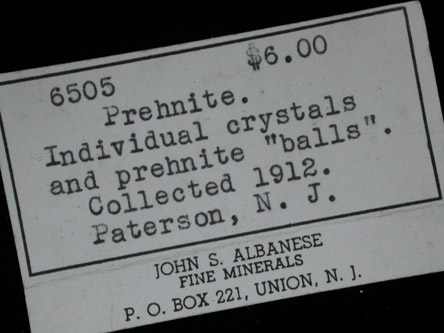 6505 $6.00
Prehnite.
Individual crystals
and prehnite "balls".
Collected 1912.
Paterson, N. J.
JOHN S. ALBANESE
FINE MINERALS
P. O. BOX 221, UNION, N. J.